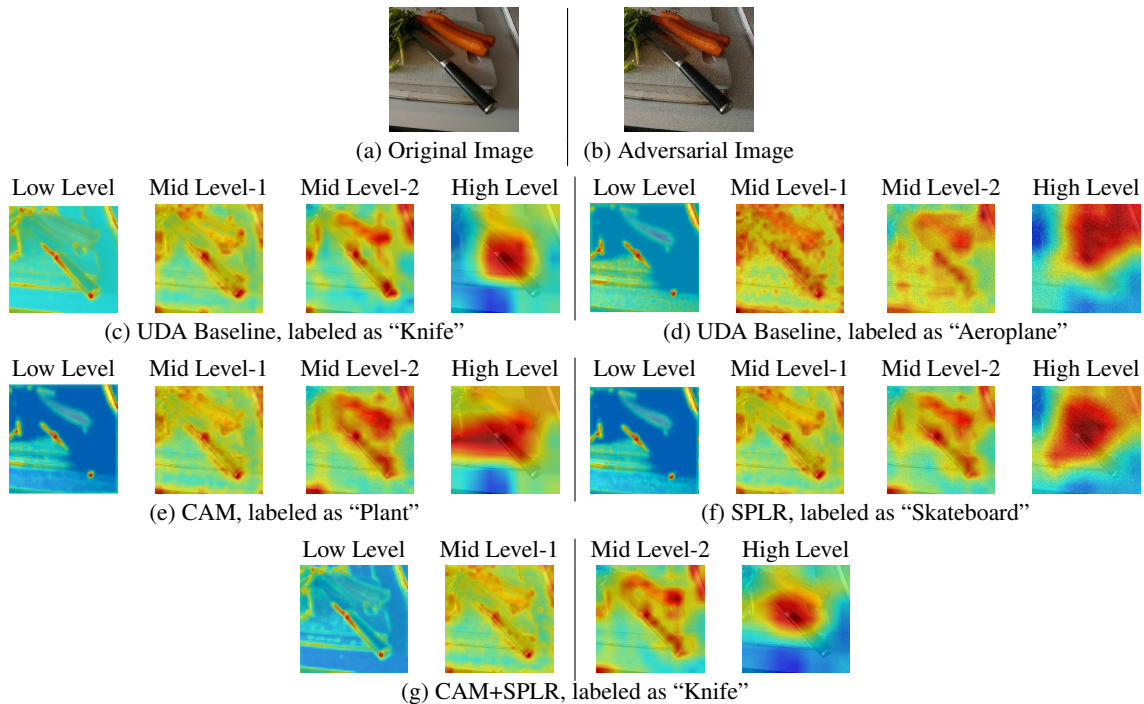 (a) Original Image
(b) Adversarial Image
Low Level Mid Level-1 Mid Level-2 High Level
Low Level Mid Level-1 Mid Level-2 High Level
(c) UDA Baseline, labeled as “Knife”
(d) UDA Baseline, labeled as “Aeroplane”
Low Level Mid Level-1 Mid Level-2 High Level
Low Level Mid Level-1 Mid Level-2 High Level
(e) CAM, labeled as “Plant”
(f) SPLR, labeled as “Skateboard”
Low Level Mid Level-1 Mid Level-2 High Level
(g) CAM+SPLR, labeled as “Knife”